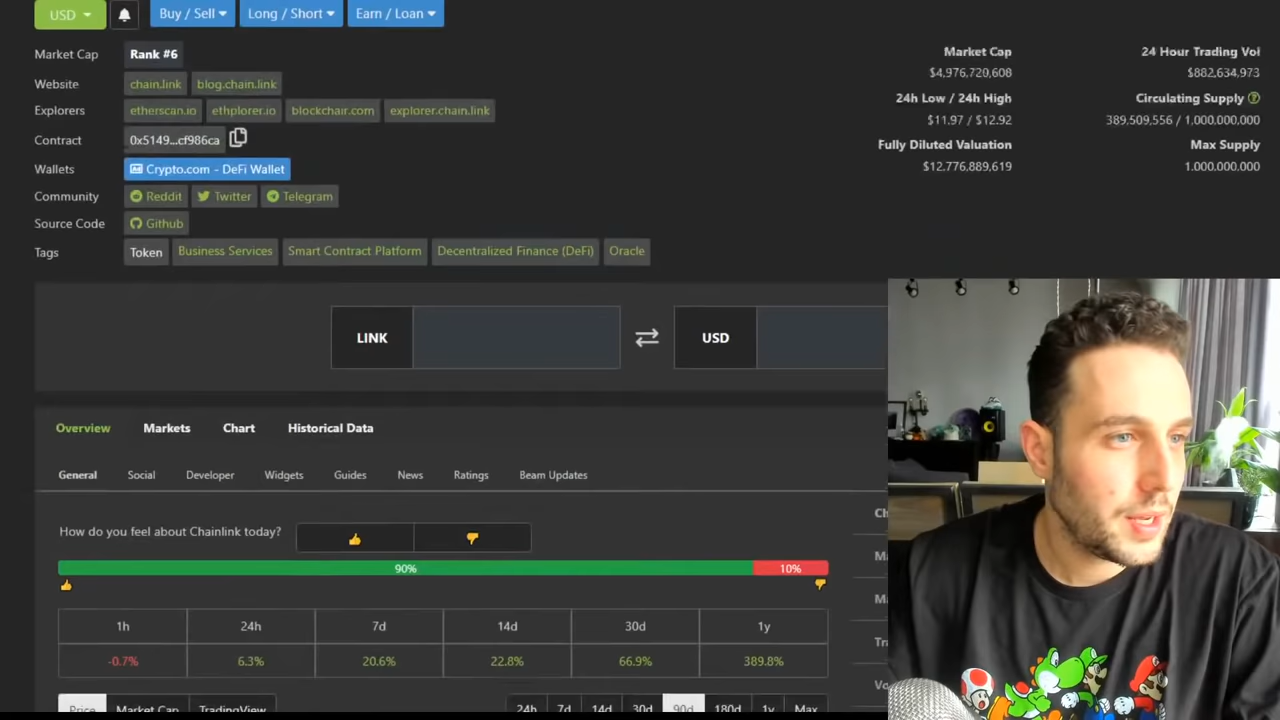 USD
Buy / Sell
Long / Short
Earn / Loan
Market Cap
Rank #6
Website
chain.link
blog.chain.link
Explorers
etherscan.io
ethplorer.io
blockchair.com
explorer.chain.link
Contract
0x5149...cf986ca
Wallets
Crypto.com - DeFi Wallet
Community
Reddit
Twitter
Telegram
Source Code
Github
Tags
Token
Business Services
Smart Contract Platform
Decentralized Finance (DeFi)
Oracle
Market Cap
$4,976,720,608
24h Low / 24h High
$11.97 / $12.92
Fully Diluted Valuation
$12,776,889,619
24 Hour Trading Vol
$882,634,973
Circulating Supply
389,509,556 / 1,000,000,000
Max Supply
1,000,000,000
LINK
USD
Overview
Markets
Chart
Historical Data
General
Social
Developer
Widgets
Guides
News
Ratings
Beam Updates
How do you feel about Chainlink today?
90%
10%
1h
24h
7d
14d
30d
1y
-0.7%
6.3%
20.6%
22.8%
66.9%
389.8%
Price
Market Cap
TradingView
24h
7d
14d
30d
90d
180d
1y
Max